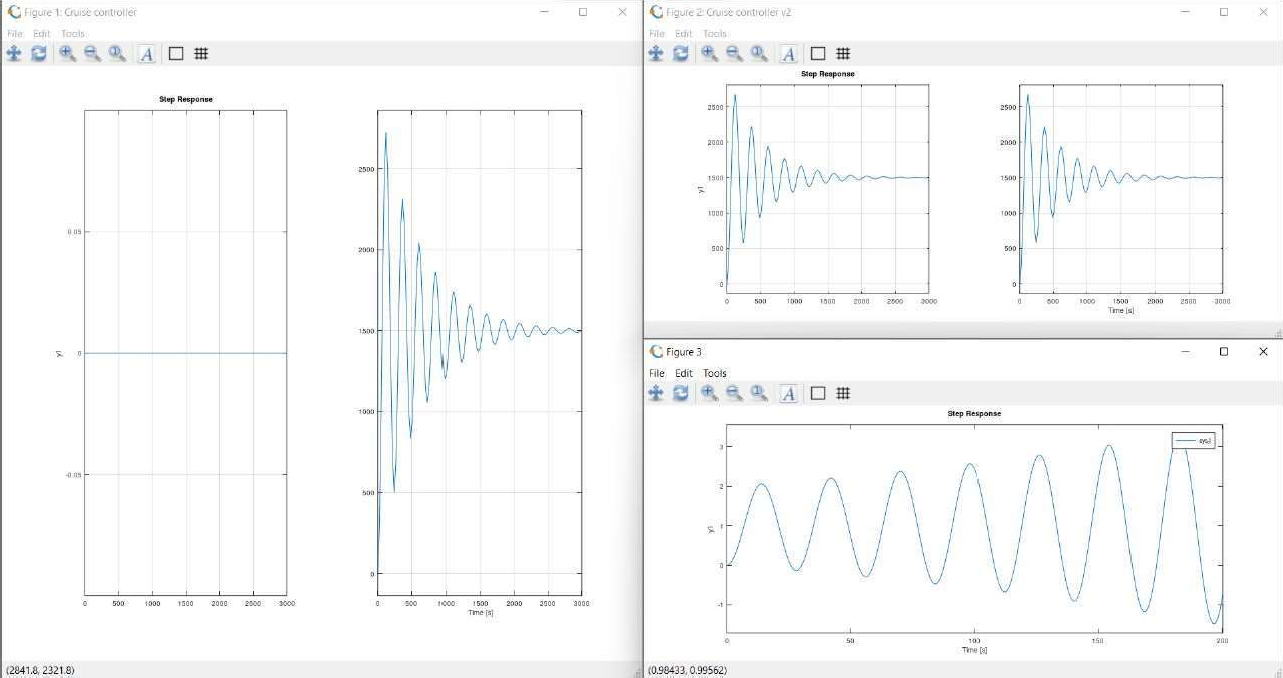 Figure 1: Cruise controller
File Edit Tools
A
Step Response
0.05
0
-0.05
y1
0 500 1000 1500 2000 2500 3000
2500
2000
1500
1000
500
0
0 500 1000 1500 2000 2500 3000
Time [s]
(2841.8, 2321.8)
Figure 2: Cruise controller v2
File Edit Tools
A
Step Response
2500
2000
1500
1000
500
0
y1
0 500 1000 1500 2000 2500 3000
2500
2000
1500
1000
500
0
0 500 1000 1500 2000 2500 3000
Time [s]
Figure 3
File Edit Tools
A
Step Response
3
2
1
0
-1
y1
0 50 100 150 200
Time [s]
(0.98433, 0.99562)